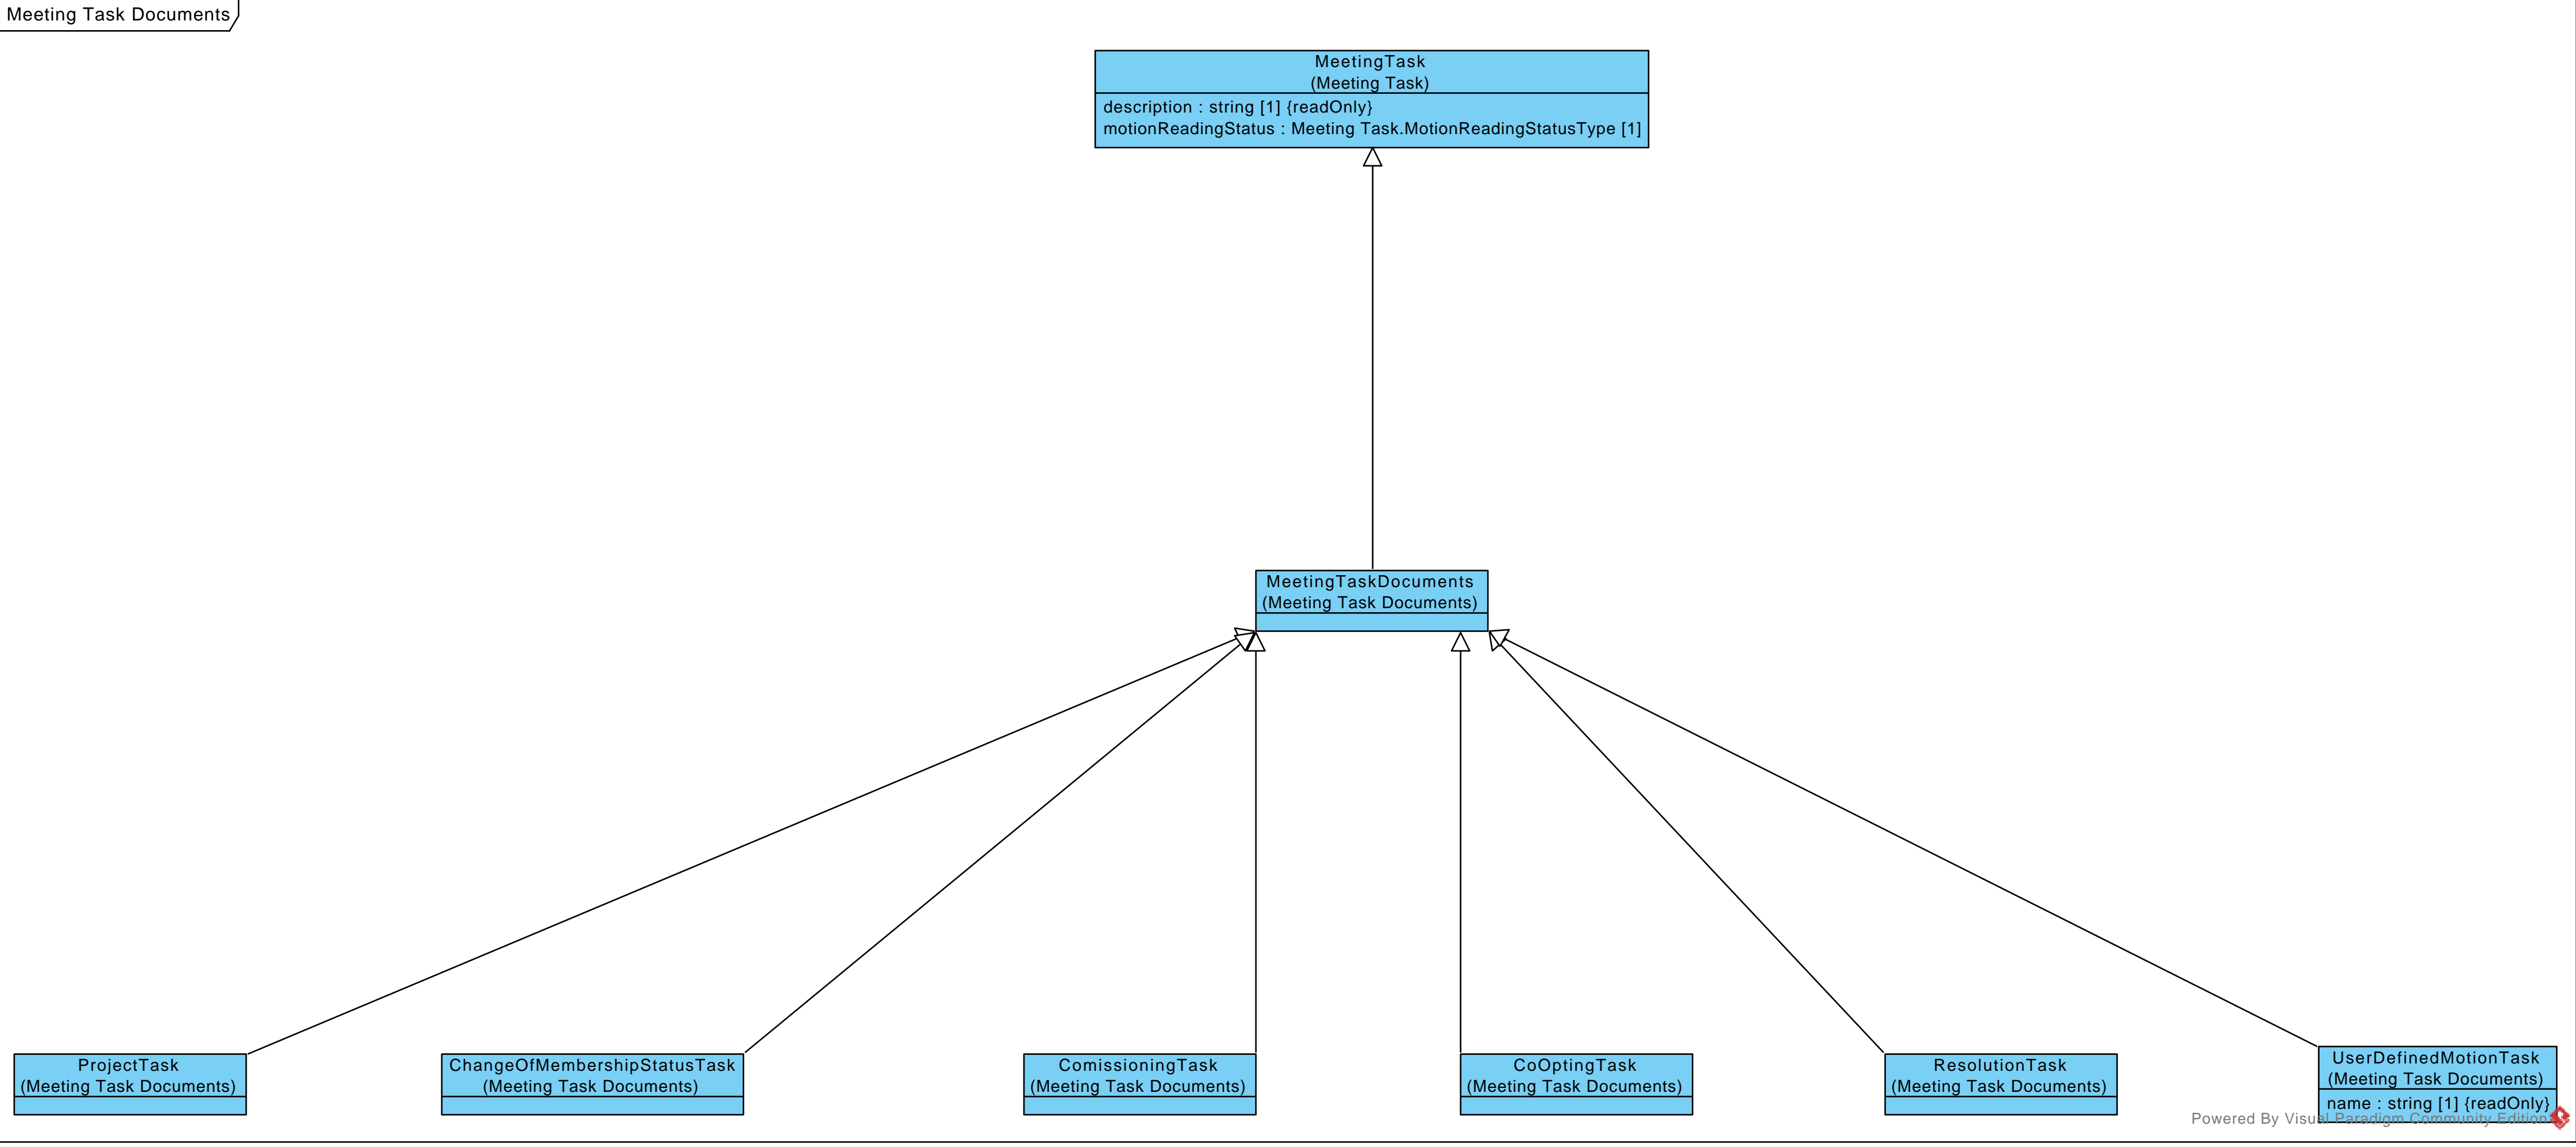 Meeting Task Documents
MeetingTask
(Meeting Task)
description : string [1] {readOnly}
motionReadingStatus : Meeting Task.MotionReadingStatusType [1]
MeetingTaskDocuments
(Meeting Task Documents)
ProjectTask
(Meeting Task Documents)
ChangeOfMembershipStatusTask
(Meeting Task Documents)
ComissioningTask
(Meeting Task Documents)
CoOptingTask
(Meeting Task Documents)
ResolutionTask
(Meeting Task Documents)
UserDefinedMotionTask
(Meeting Task Documents)
name : string [1] {readOnly}
Powered By Visual Paradigm Community Edition